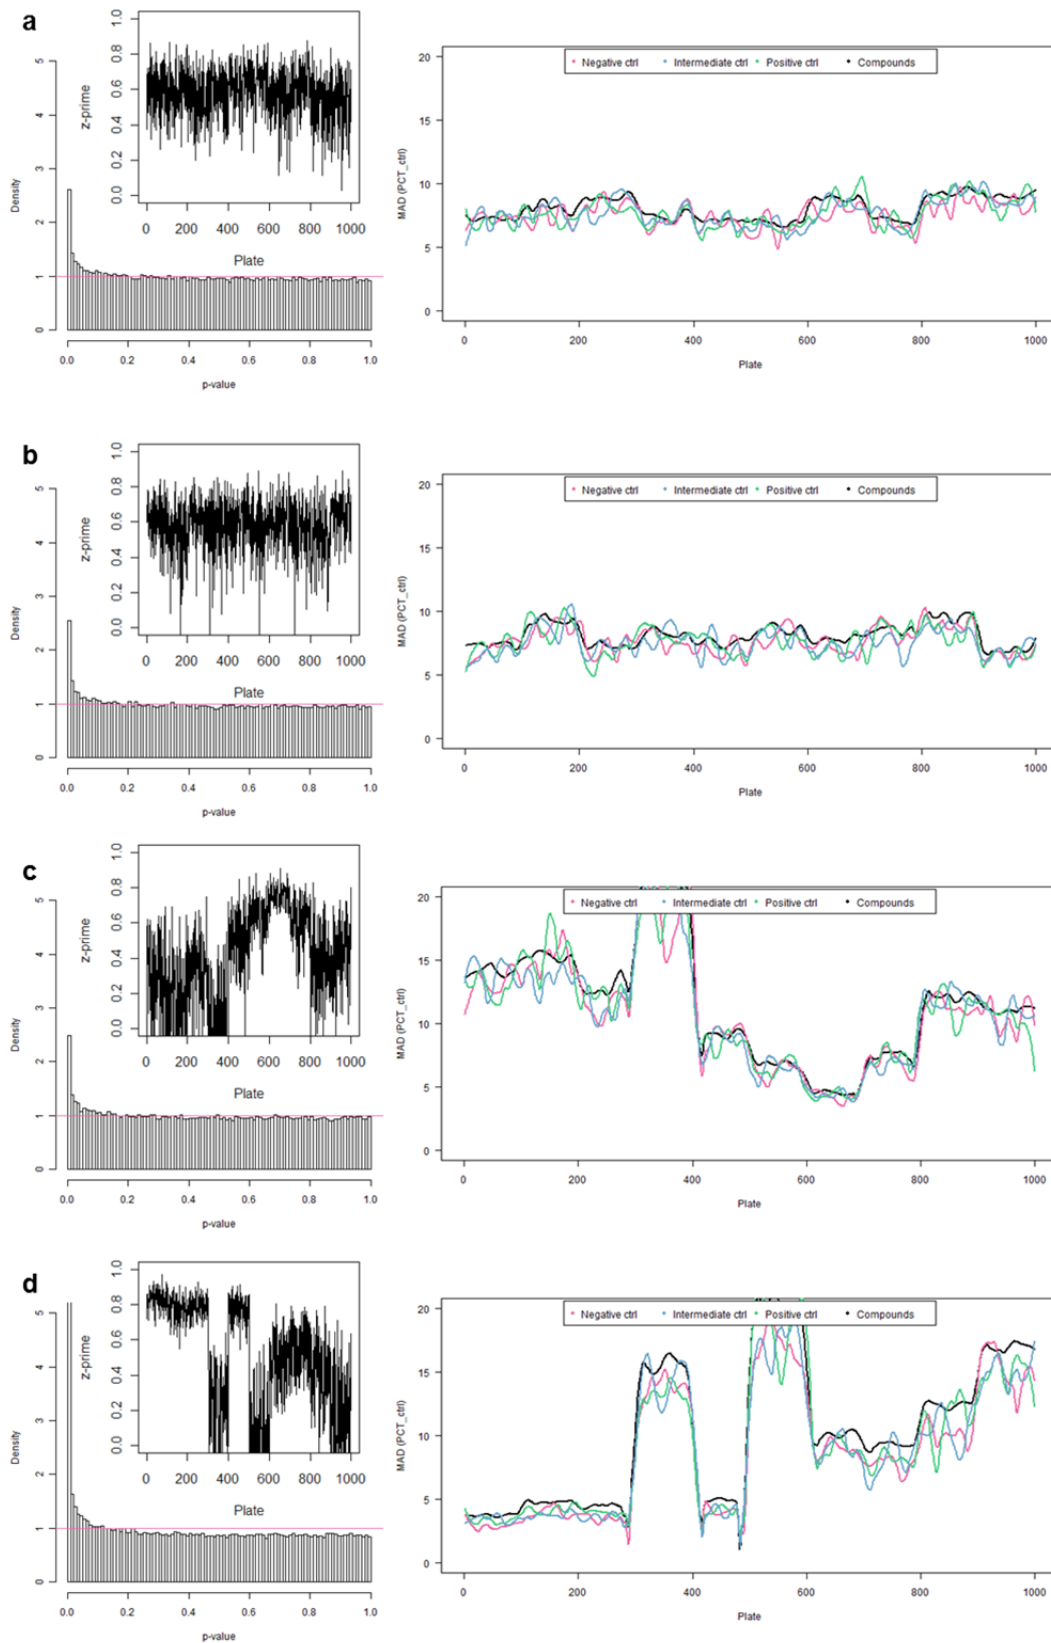 a
1.0
0.8
0.6
0.4
0.2
0.0
z-prime
0 200 400 600 800 1000
Plate
5
4
3
2
1
0
Density
0.0 0.2 0.4 0.6 0.8 1.0
p-value
Negative ctrl Intermediate ctrl Positive ctrl Compounds
20
15
10
5
0
MAD (PCT_ctrl)
0 200 400 600 800 1000
Plate
b
1.0
0.8
0.6
0.4
0.2
0.0
z-prime
0 200 400 600 800 1000
Plate
5
4
3
2
1
0
Density
0.0 0.2 0.4 0.6 0.8 1.0
p-value
Negative ctrl Intermediate ctrl Positive ctrl Compounds
20
15
10
5
0
MAD (PCT_ctrl)
0 200 400 600 800 1000
Plate
c
1.0
0.8
0.6
0.4
0.2
0.0
z-prime
0 200 400 600 800 1000
Plate
5
4
3
2
1
0
Density
0.0 0.2 0.4 0.6 0.8 1.0
p-value
Negative ctrl Intermediate ctrl Positive ctrl Compounds
20
15
10
5
0
MAD (PCT_ctrl)
0 200 400 600 800 1000
Plate
d
1.0
0.8
0.6
0.4
0.2
0.0
z-prime
0 200 400 600 800 1000
Plate
5
4
3
2
1
0
Density
0.0 0.2 0.4 0.6 0.8 1.0
p-value
Negative ctrl Intermediate ctrl Positive ctrl Compounds
20
15
10
5
0
MAD (PCT_ctrl)
0 200 400 600 800 1000
Plate